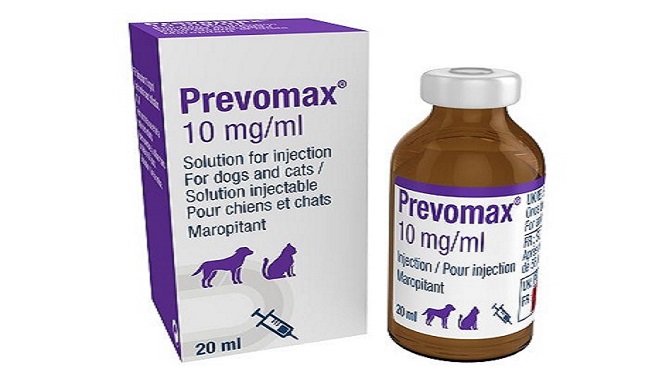 Prevomax®
10 mg/ml
Solution for injection
For dogs and cats /
Solution injectable
Pour chiens et chats
Maropitant
20 ml
Prevomax®
10 mg/ml
Injection / Pour injection
Maropitant
20 ml
FR